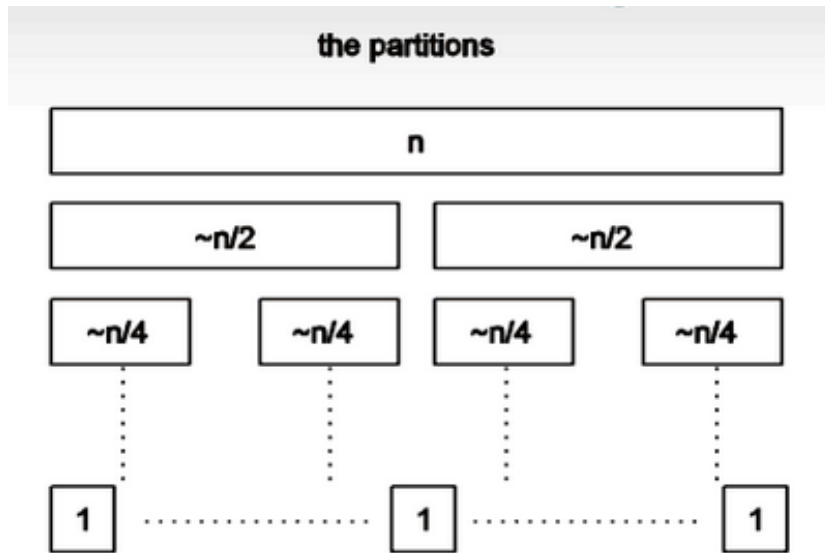 the partitions
n
~n/2 ~n/2
~n/4 ~n/4 ~n/4 ~n/4
1 1 1